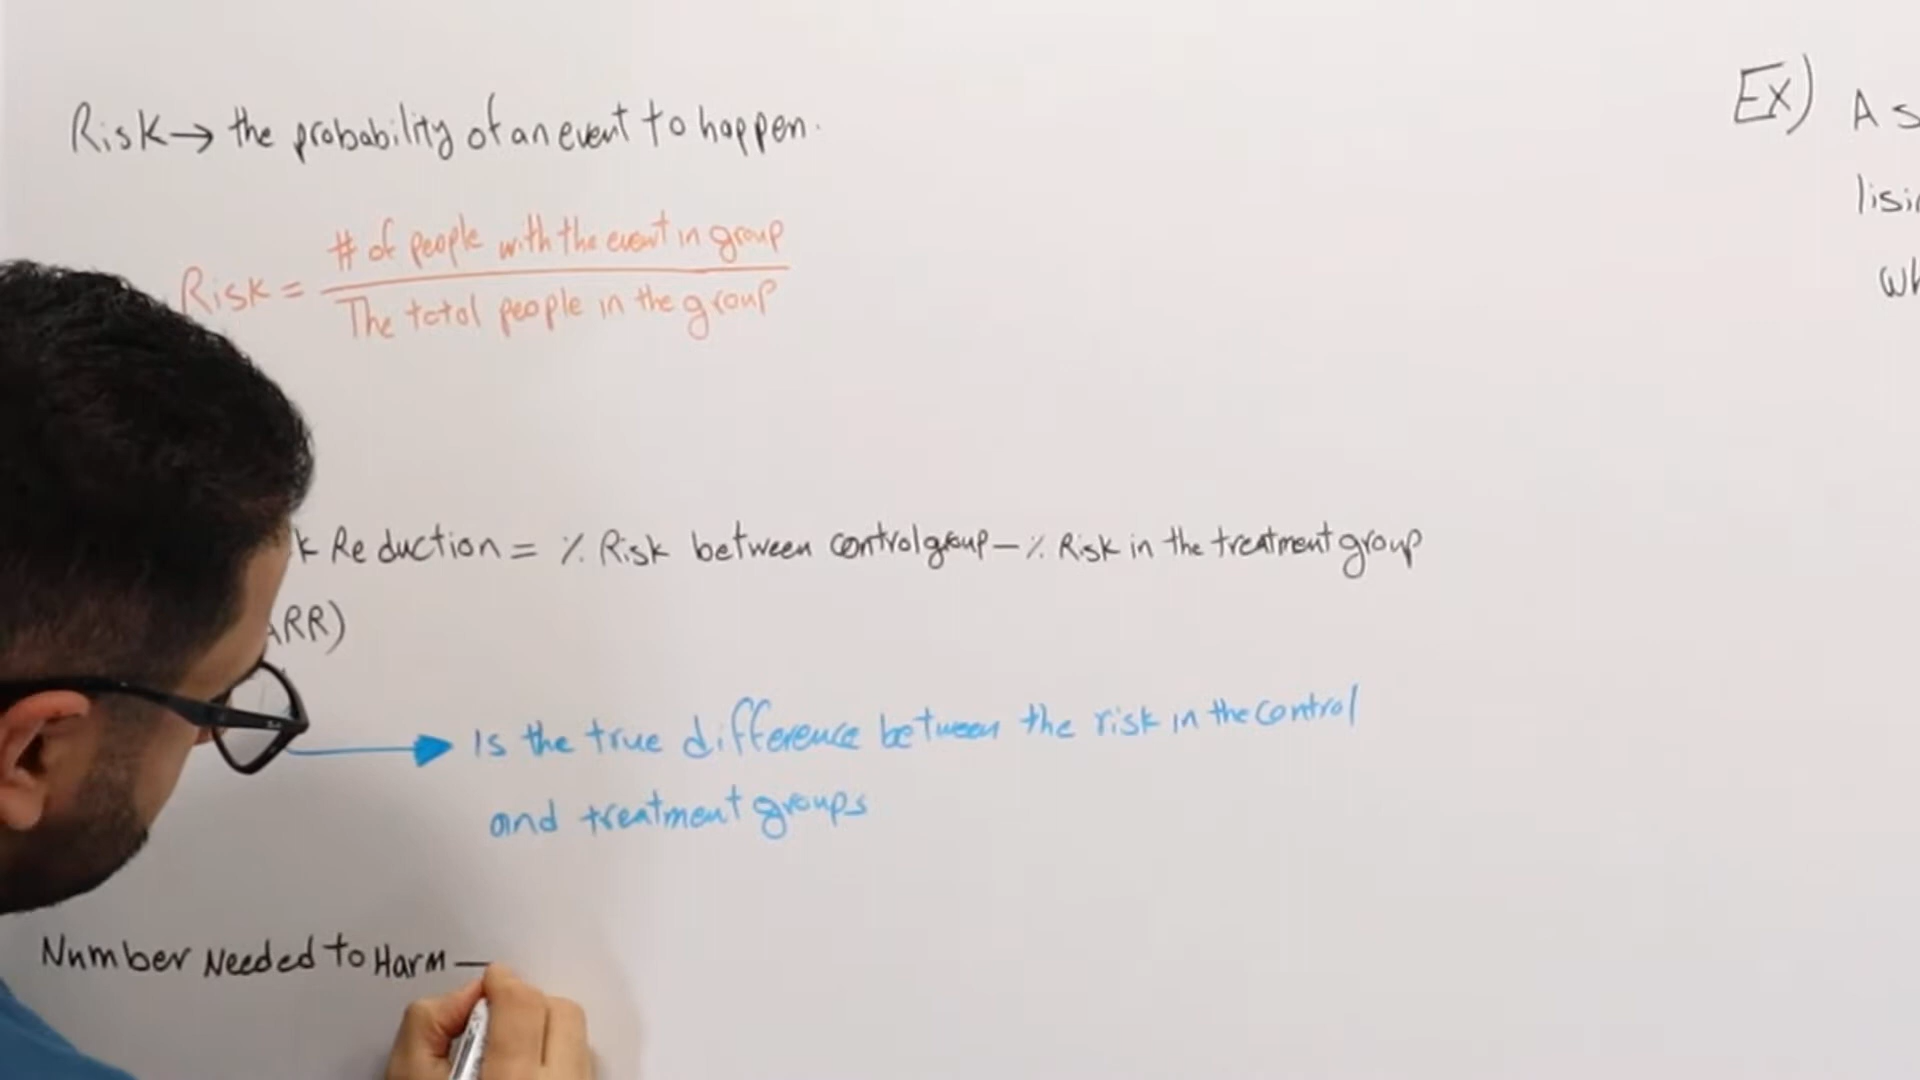 Risk → the probability of an event to happen.
# of people with the event in group
Risk =
The total people in the group
k Reduction = % Risk between control group - % Risk in the treatment group
ARR)
Is the true difference between the risk in the control
and treatment groups
Number Needed to Harm —
Ex) A s
lisi
wh